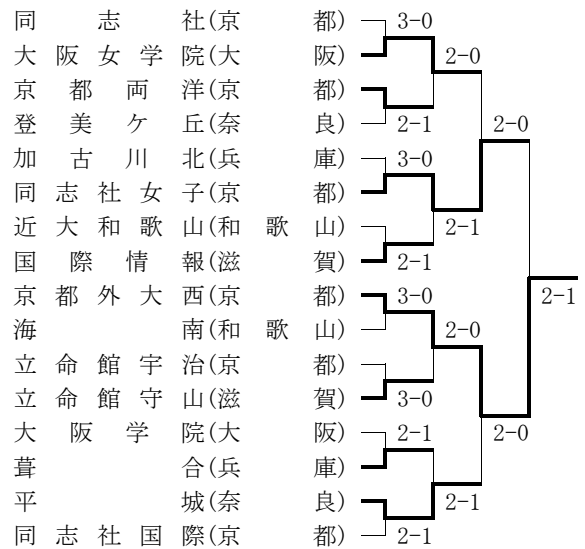 同志社(京都) 3-0
大阪女学院(大阪) 2-0
京都両洋(京都)
登美ケ丘(奈良) 2-1 2-0
加古川北(兵庫) 3-0
同志社女子(京都)
近大和歌山(和歌山) 2-1
国際情報(滋賀) 2-1
京都外大西(京都) 3-0 2-1
海南(和歌山) 2-0
立命館宇治(京都)
立命館守山(滋賀) 3-0
大阪学院(大阪) 2-1 2-0
葺合(兵庫)
平城(奈良) 2-1
同志社国際(京都) 2-1